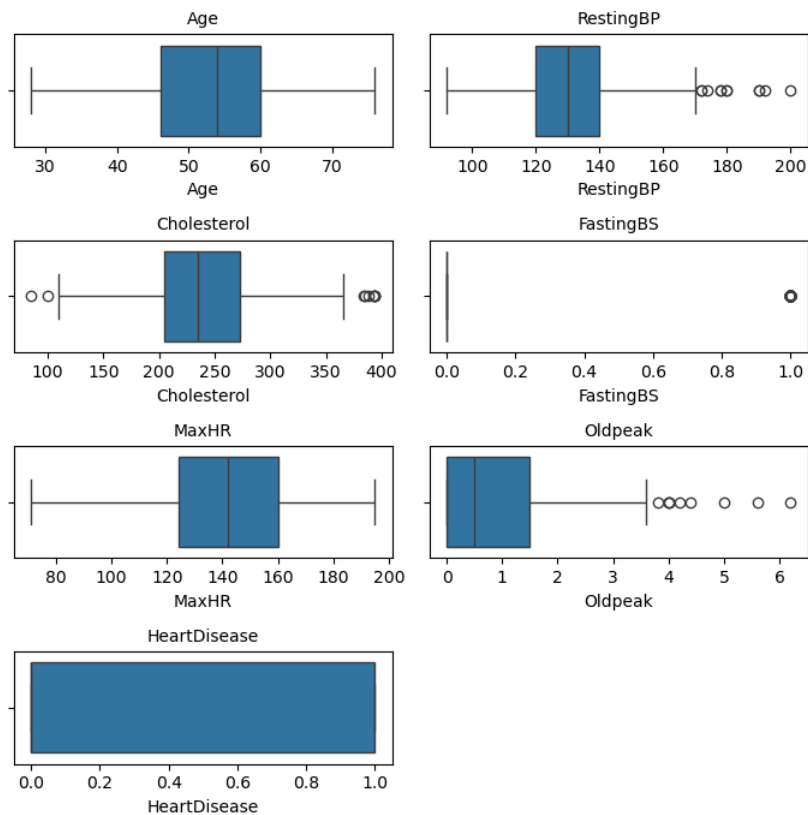 Age
30 40 50 60 70
Age
RestingBP
100 120 140 160 180 200
RestingBP
Cholesterol
100 150 200 250 300 350 400
Cholesterol
FastingBS
0.0 0.2 0.4 0.6 0.8 1.0
FastingBS
MaxHR
80 100 120 140 160 180 200
MaxHR
Oldpeak
0 1 2 3 4 5 6
Oldpeak
HeartDisease
0.0 0.2 0.4 0.6 0.8 1.0
HeartDisease